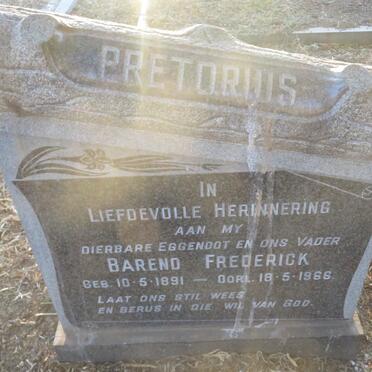 PRETORIUS
IN
LIEFDEVOLLE HERINNERING
AAN MY
DIERBARE EGGENOOT EN ONS VADER
BAREND FREDERICK
GEB. 10-5-1891 — OORL. 18-5-1966.
LAAT ONS STIL WEES
EN BERUS IN DIE WIL VAN GOD.